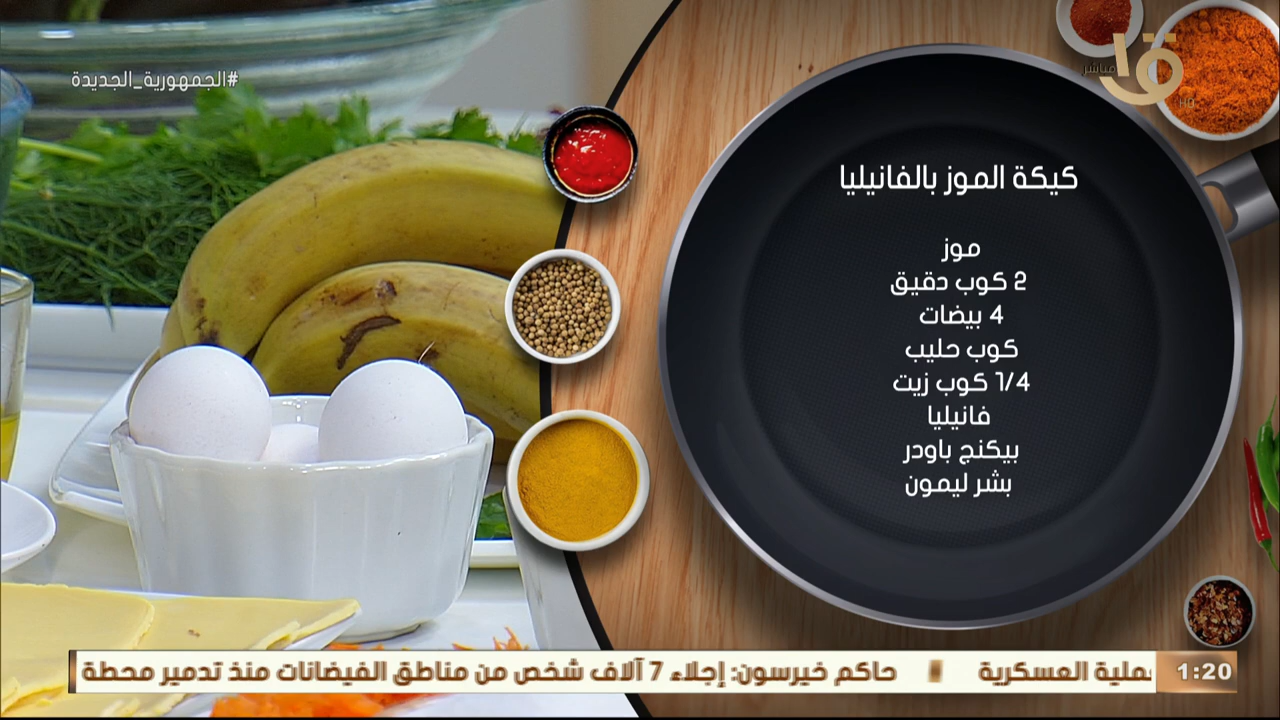 #الجمهورية_الجديدة
مباشر
HD
كيكة الموز بالفانيليا
موز
2 كوب دقيق
4 بيضات
كوب حليب
1/4 كوب زيت
فانيليا
بيكنج باودر
بشر ليمون
1:20
عملية العسكرية
حاكم خيرسون: إجلاء 7 آلاف شخص من مناطق الفيضانات منذ تدمير محطة